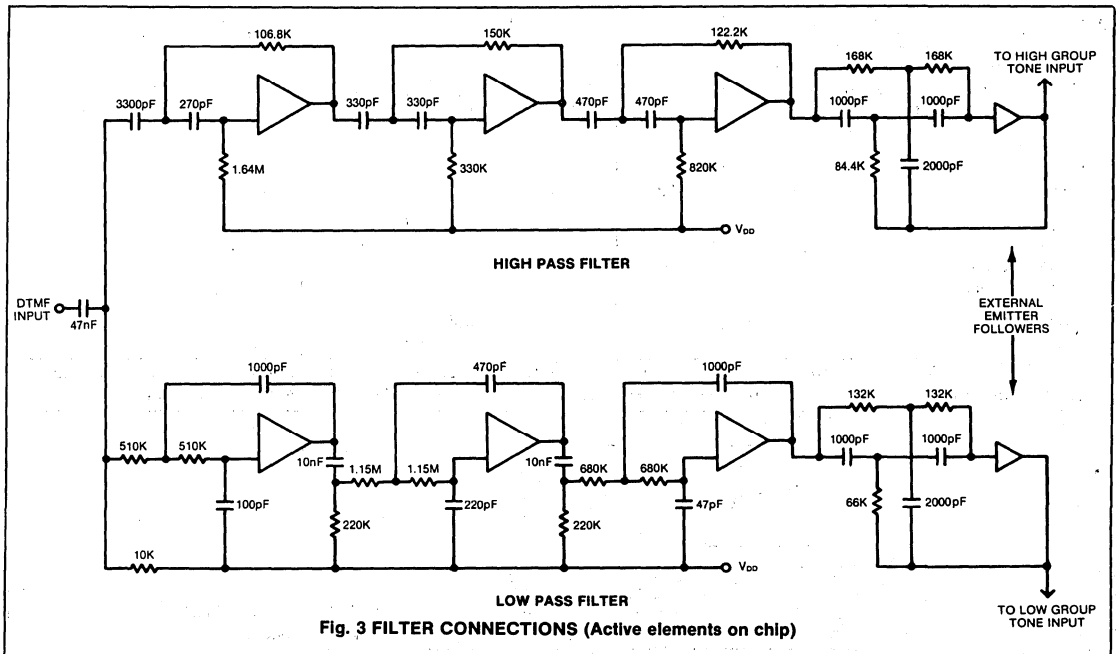 106.8K
150K
122.2K
168K 168K
TO HIGH GROUP
TONE INPUT
3300pF 270pF
330pF 330pF
470pF 470pF
1000pF 1000pF
1.64M
330K
820K
84.4K
2000pF
VDD
HIGH PASS FILTER
DTMF
INPUT
47nF
EXTERNAL
EMITTER
FOLLOWERS
1000pF
470pF
1000pF
132K 132K
510K 510K
10nF
1.15M 1.15M
10nF
680K 680K
1000pF 1000pF
100pF
220K
220pF
220K
47pF
66K
2000pF
10K
VDD
LOW PASS FILTER
TO LOW GROUP
TONE INPUT
Fig. 3 FILTER CONNECTIONS (Active elements on chip)